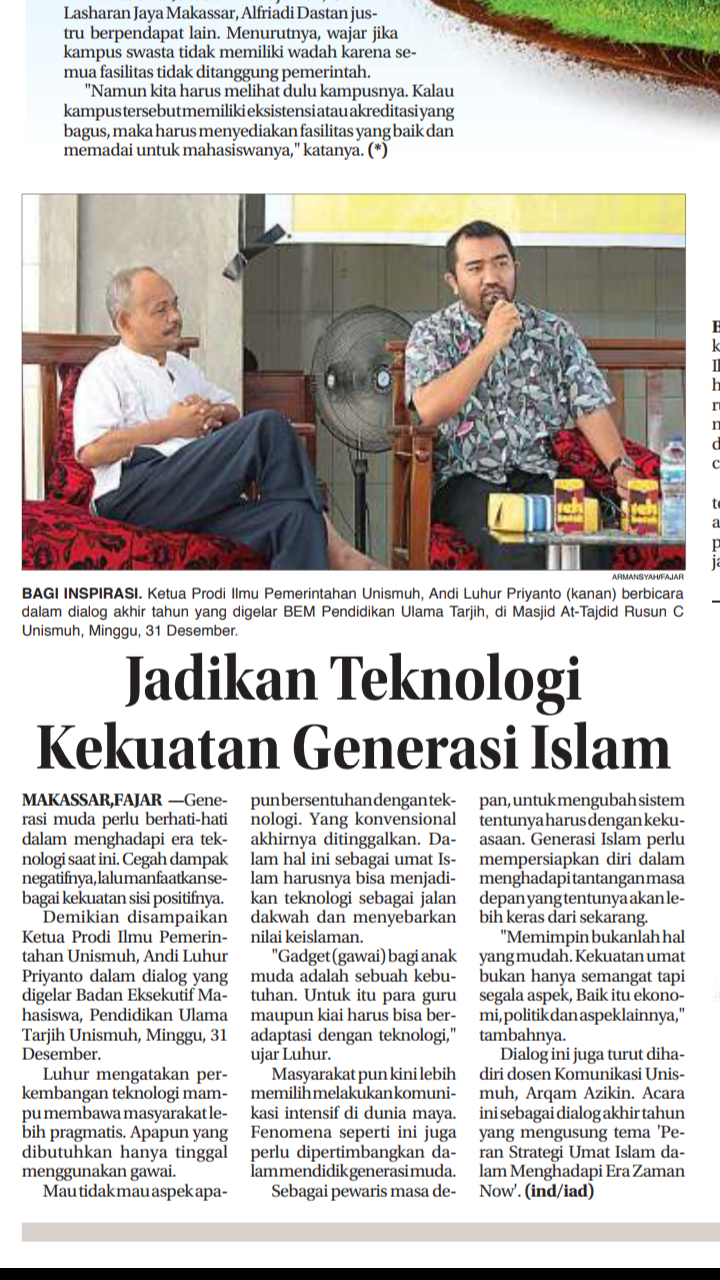 Lasharan Jaya Makassar, Alfriadi Dastan jus-
tru berpendapat lain. Menurutnya, wajar jika
kampus swasta tidak memiliki wadah karena se-
mua fasilitas tidak ditanggung pemerintah.
"Namun kita harus melihat dulu kampusnya. Kalau
kampus tersebut memiliki eksistensi atau akreditasi yang
bagus, maka harus menyediakan fasilitas yang baik dan
memadai untuk mahasiswanya," katanya. (*)
teh
teh
ARMANSYAH/FAJAR
BAGI INSPIRASI. Ketua Prodi Ilmu Pemerintahan Unismuh, Andi Luhur Priyanto (kanan) berbicara
dalam dialog akhir tahun yang digelar BEM Pendidikan Ulama Tarjih, di Masjid At-Tajdid Rusun C
Unismuh, Minggu, 31 Desember.
Jadikan Teknologi
Kekuatan Generasi Islam
MAKASSAR,FAJAR —Gene-
rasi muda perlu berhati-hati
dalam menghadapi era tek-
nologi saat ini. Cegah dampak
negatifnya, lalu manfaatkan se-
bagai kekuatan sisi positifnya.
Demikian disampaikan
Ketua Prodi Ilmu Pemerin-
tahan Unismuh, Andi Luhur
Priyanto dalam dialog yang
digelar Badan Eksekutif Ma-
hasiswa, Pendidikan Ulama
Tarjih Unismuh, Minggu, 31
Desember.
Luhur mengatakan per-
kembangan teknologi mam-
pu membawa masyarakat le-
bih pragmatis. Apapun yang
dibutuhkan hanya tinggal
menggunakan gawai.
Mau tidak mau aspek apa-
pun bersentuhan dengan tek-
nologi. Yang konvensional
akhirnya ditinggalkan. Da-
lam hal ini sebagai umat Is-
lam harusnya bisa menjadi-
kan teknologi sebagai jalan
dakwah dan menyebarkan
nilai keislaman.
"Gadget (gawai) bagi anak
muda adalah sebuah kebu-
tuhan. Untuk itu para guru
maupun kiai harus bisa ber-
adaptasi dengan teknologi,"
ujar Luhur.
Masyarakat pun kini lebih
memilih melakukan komuni-
kasi intensif di dunia maya.
Fenomena seperti ini juga
perlu dipertimbangkan da-
lam mendidik generasi muda.
Sebagai pewaris masa de-
pan, untuk mengubah sistem
tentunya harus dengan keku-
asaan. Generasi Islam perlu
mempersiapkan diri dalam
menghadapi tantangan masa
depan yang tentunya akan le-
bih keras dari sekarang.
"Memimpin bukanlah hal
yang mudah. Kekuatan umat
bukan hanya semangat tapi
segala aspek, Baik itu ekono-
mi, politik dan aspek lainnya,"
tambahnya.
Dialog ini juga turut diha-
diri dosen Komunikasi Unis-
muh, Arqam Azikin. Acara
ini sebagai dialog akhir tahun
yang mengusung tema 'Pe-
ran Strategi Umat Islam da-
lam Menghadapi Era Zaman
Now'. (ind/iad)